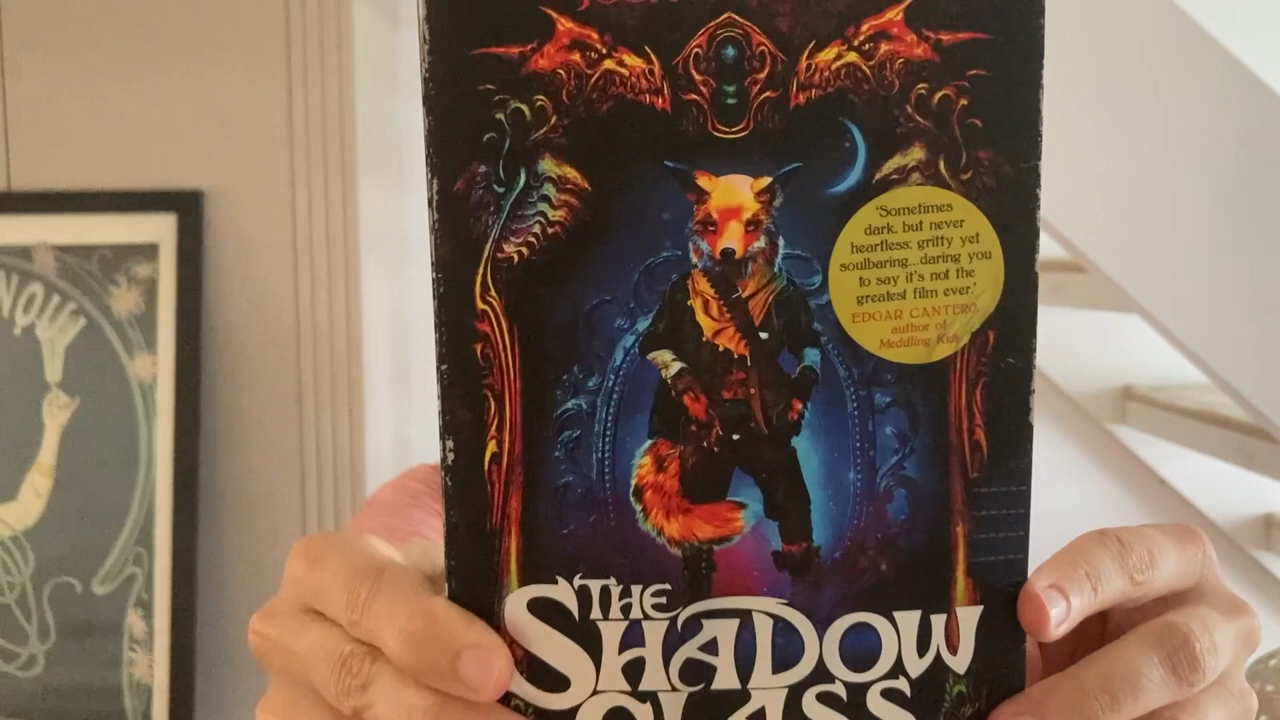 'Sometimes
dark, but never
heartless; gritty yet
soulbaring...daring you
to say it's not the
greatest film ever.'
EDGAR CANTERO
author of
Meddling Kids
THE
SHADOW
GLASS